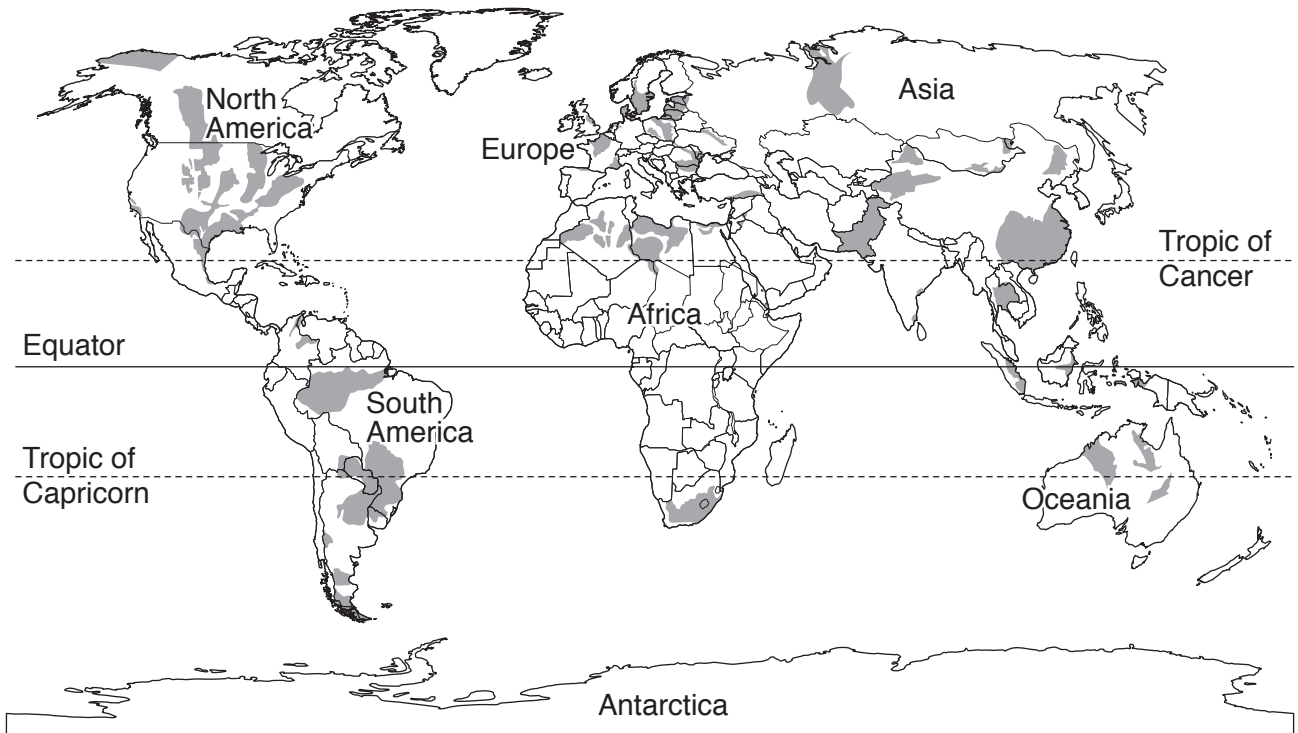 North
America
Asia
Europe
Tropic of
Cancer
Africa
Equator
South
America
Tropic of
Capricorn
Oceania
Antarctica